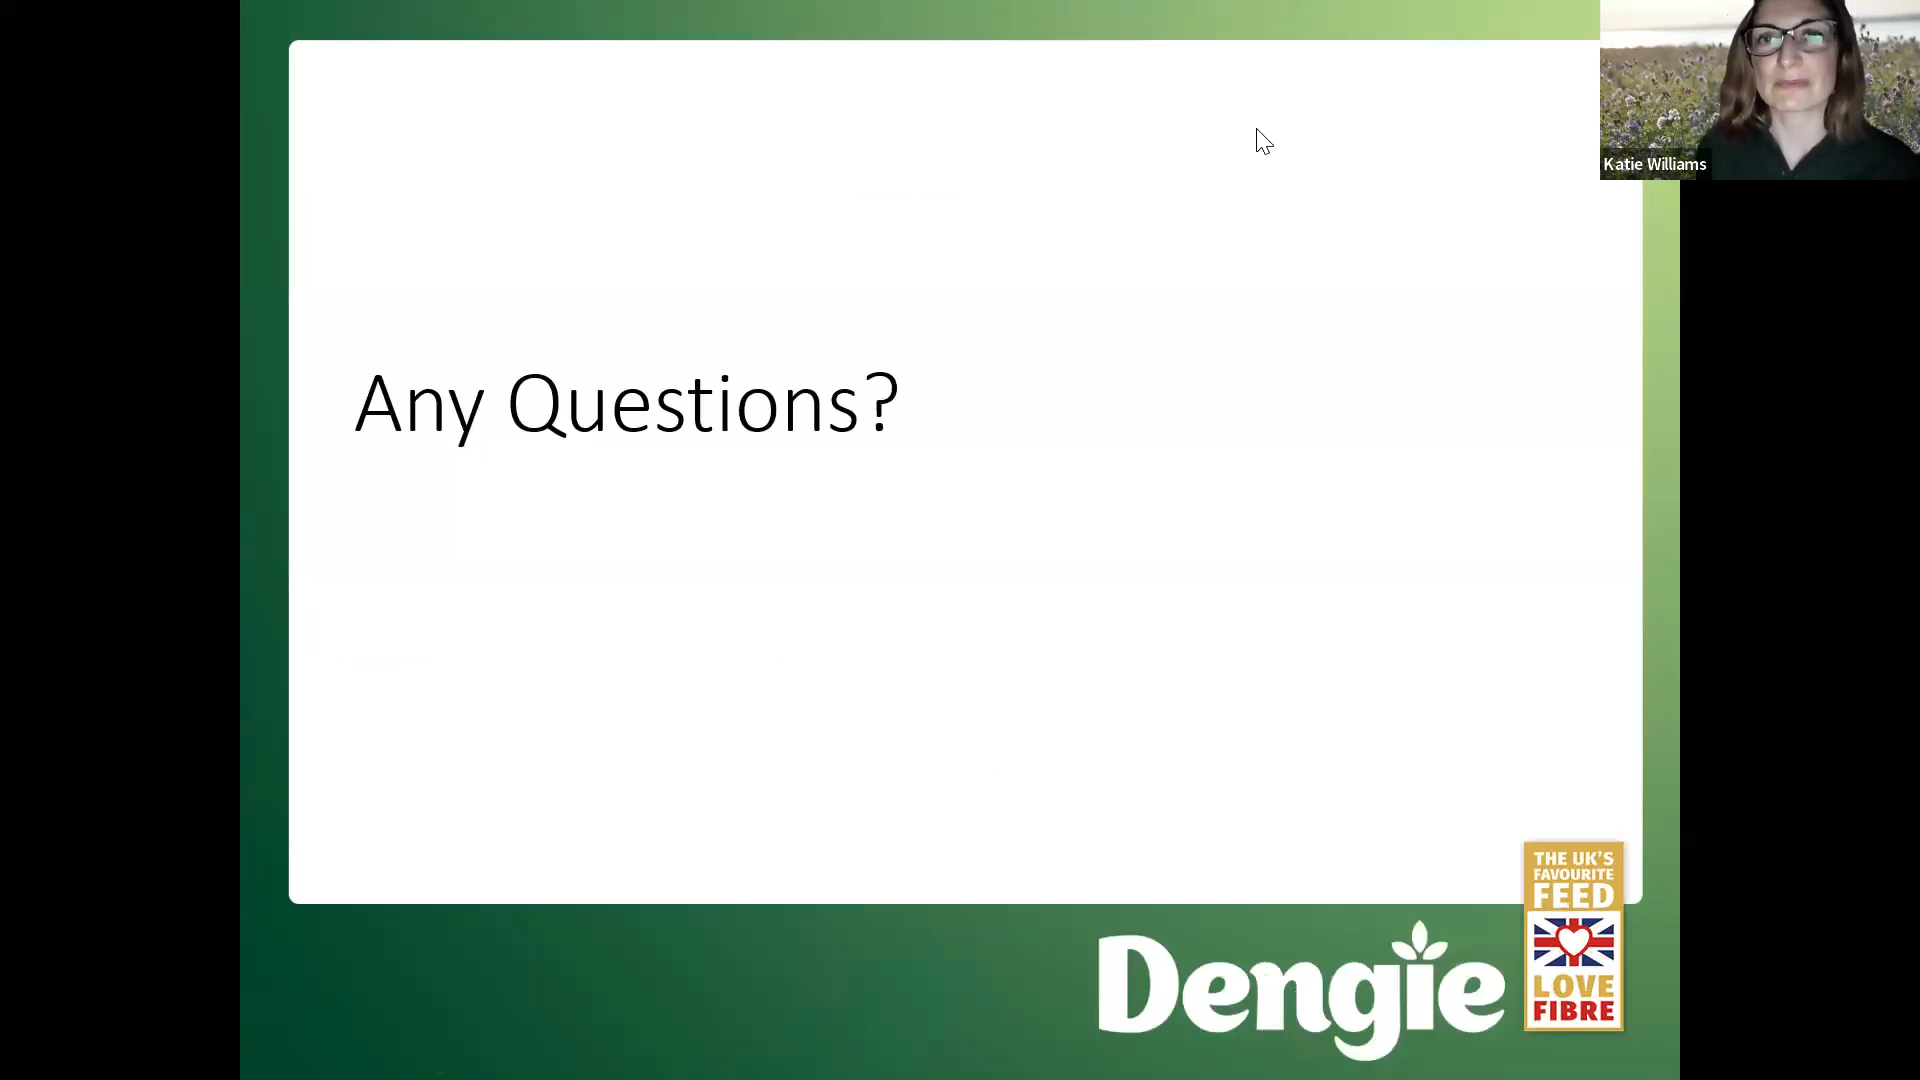 Katie Williams
Any Questions?
THE UK'S
FAVOURITE
FEED
LOVE
FIBRE
Dengie